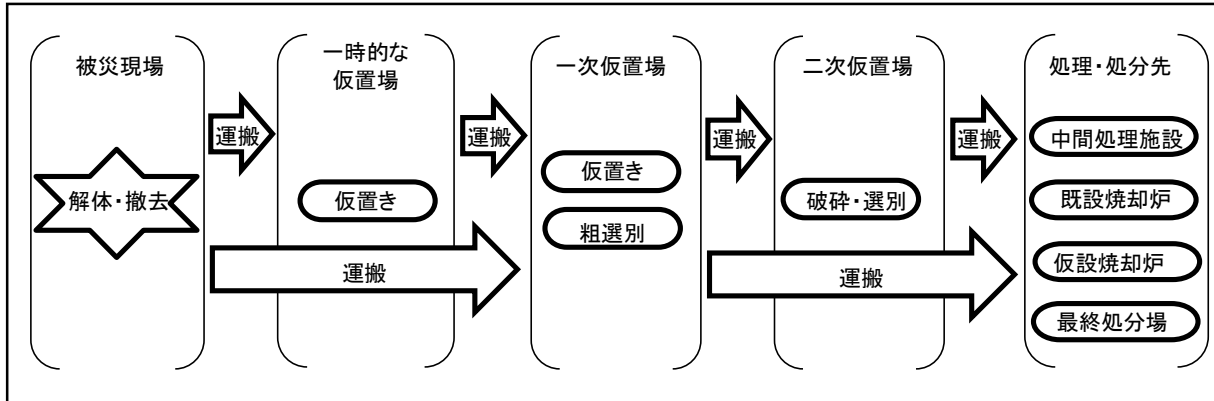 被災現場
一時的な
仮置場
一次仮置場
二次仮置場
処理・処分先
運搬
運搬
運搬
運搬
解体・撤去
仮置き
仮置き
粗選別
破砕・選別
中間処理施設
既設焼却炉
仮設焼却炉
最終処分場
運搬
運搬